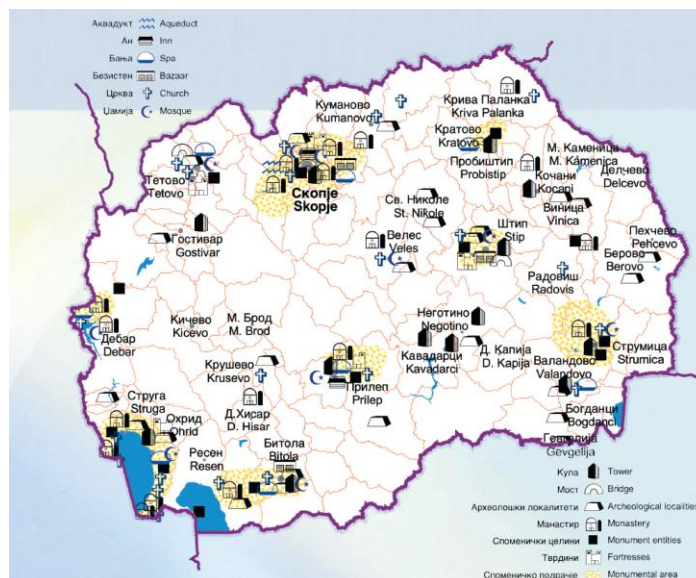 Аквадукт Aqueduct
Ан Inn
Бања Spa
Безистен Bazaar
Црква Church
Џамија Mosque
Куманово
Kumanovo
Крива Паланка
Kriva Palanka
Кратово
Kratovo
М. Каменица
M. Kamenica
Пробиштип
Probistip
Делчево
Delcevo
Тетово
Tetovo
Кочани
Kocani
Скопје
Skopje
Св. Николе
St. Nikole
Виница
Vinica
Пехчево
Pehcevo
Штип
Stip
Гостивар
Gostivar
Велес
Veles
Берово
Berovo
Радовиш
Radovis
Неготино
Negotino
Кичево
Kicevo
М. Брод
M. Brod
Дебар
Debar
Струмица
Strumica
Кавадарци
Kavadarci
Д. Капија
D. Kapija
Валандово
Valandovo
Крушево
Krusevo
Прилеп
Prilep
Струга
Struga
Д.Хисар
D. Hisar
Богданци
Bogdanci
Охрид
Ohrid
Ресен
Resen
Битола
Bitola
Гевгелија
Gevgelija
Кула Tower
Мост Bridge
Археолошки локалитети Archeological localities
Манастир Monastery
Споменички целини Monument entities
Тврдини Fortresses
Споменичко подрачје Monumental area